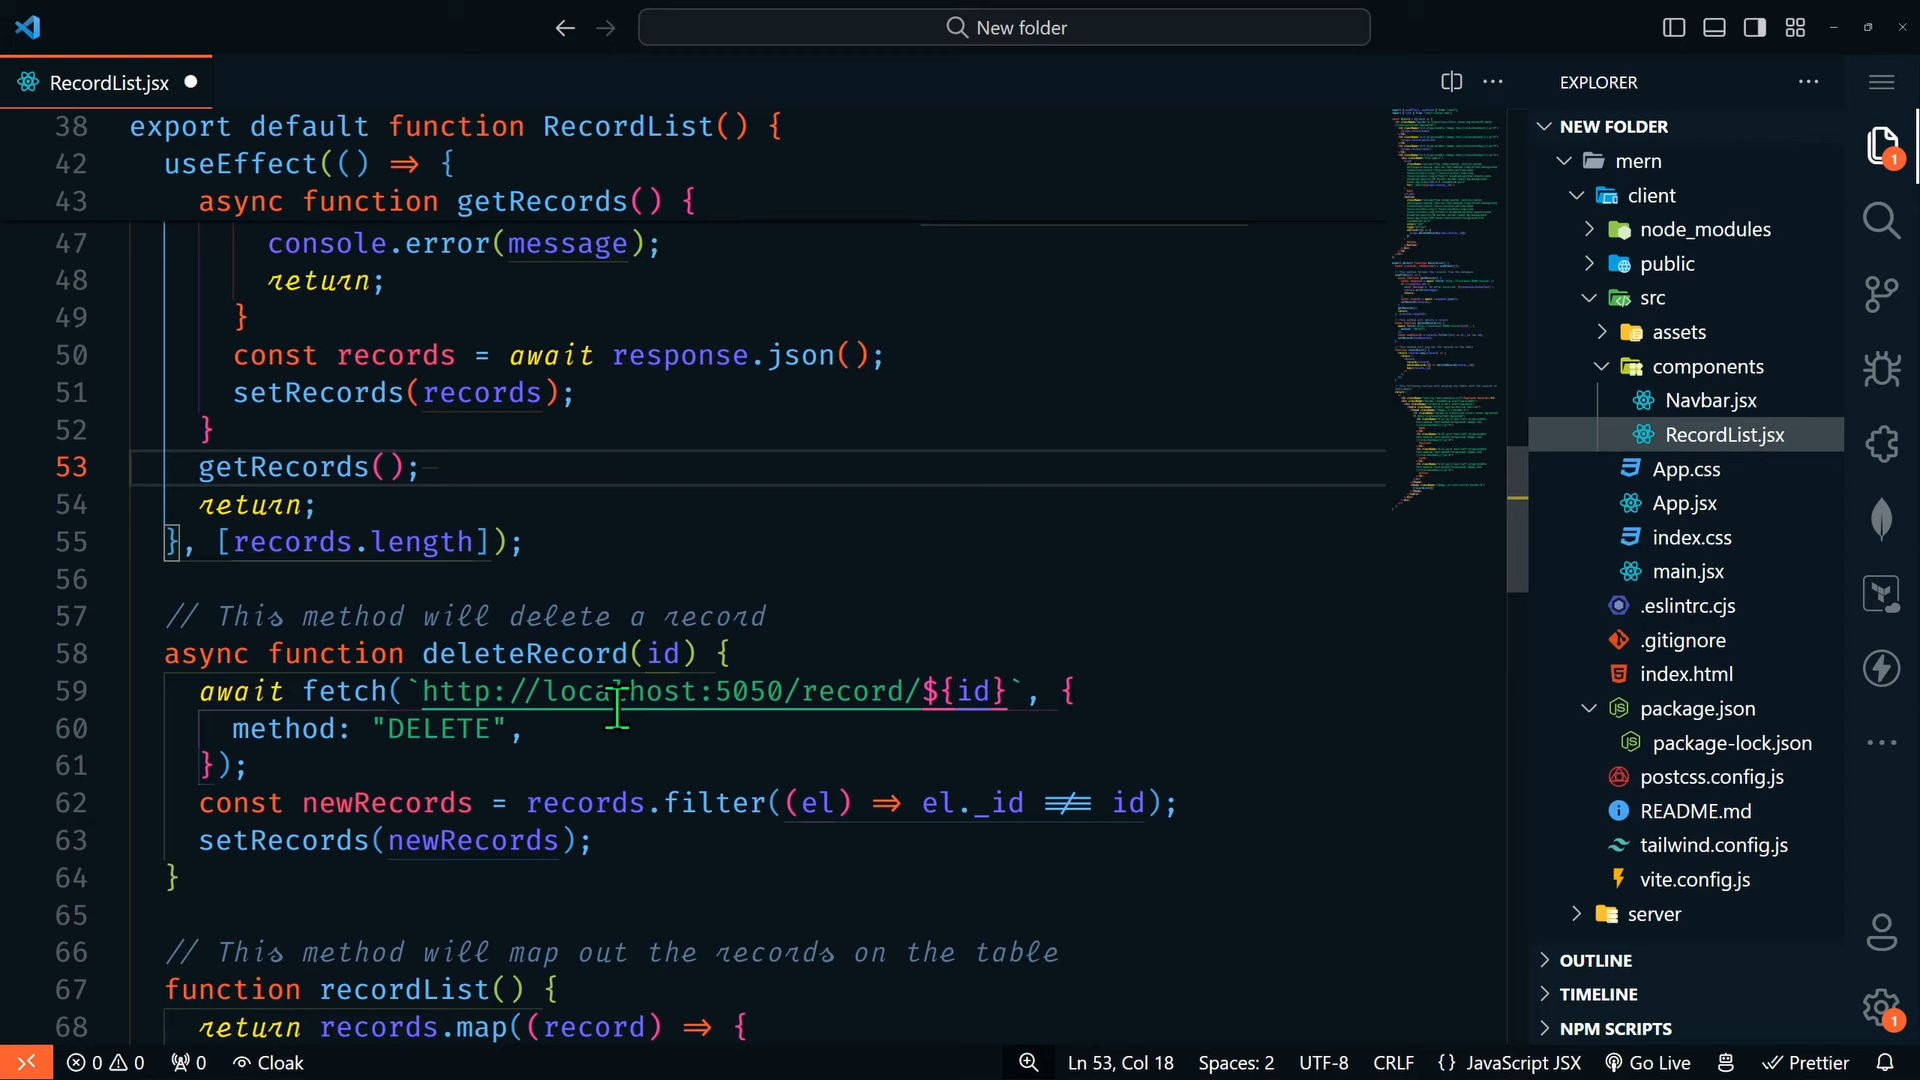 New folder
RecordList.jsx
EXPLORER
38 export default function RecordList() {
42 useEffect(() => {
43 async function getRecords() {
47 console.error(message);
48 return;
49 }
50 const records = await response.json();
51 setRecords(records);
52 }
53 getRecords();
54 return;
55 }, [records.length]);
56
57 // This method will delete a record
58 async function deleteRecord(id) {
59 await fetch(`http://localhost:5050/record/${id}`, {
60 method: "DELETE",
61 });
62 const newRecords = records.filter((el) => el._id !== id);
63 setRecords(newRecords);
64 }
65
66 // This method will map out the records on the table
67 function recordList() {
68 return records.map((record) => {
NEW FOLDER
mern
client
node_modules
public
src
assets
components
Navbar.jsx
RecordList.jsx
App.css
App.jsx
index.css
main.jsx
.eslintrc.cjs
.gitignore
index.html
package.json
package-lock.json
postcss.config.js
README.md
tailwind.config.js
vite.config.js
server
OUTLINE
TIMELINE
NPM SCRIPTS
1
1
0 0 0 Cloak Ln 53, Col 18 Spaces: 2 UTF-8 CRLF {} JavaScript JSX Go Live Prettier